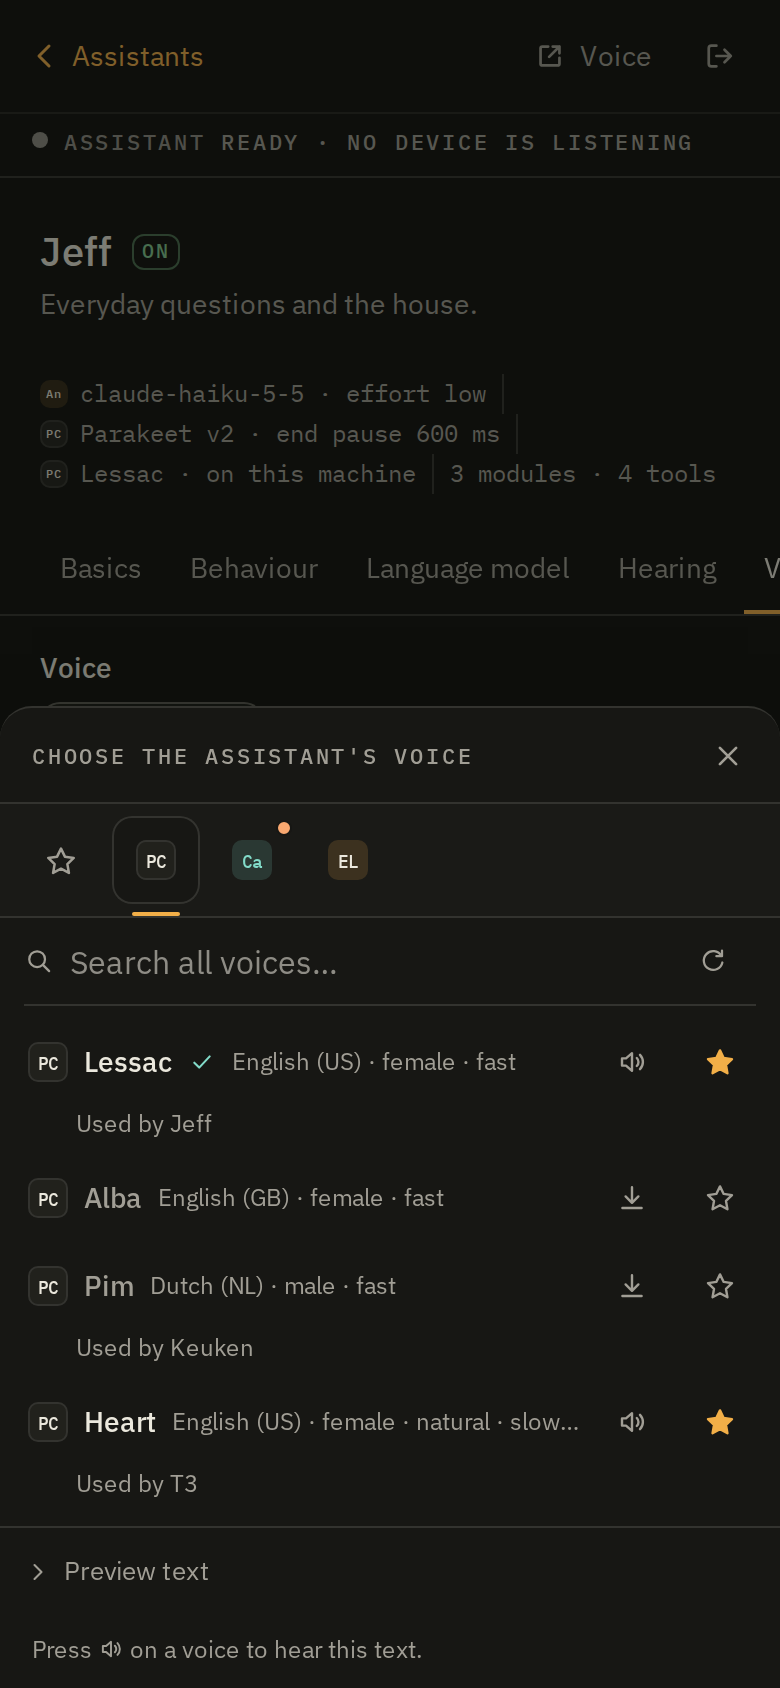 Assistants
Voice
ASSISTANT READY · NO DEVICE IS LISTENING
Jeff ON
Everyday questions and the house.
An claude-haiku-5-5 · effort low
PC Parakeet v2 · end pause 600 ms
PC Lessac · on this machine 3 modules · 4 tools
Basics Behaviour Language model Hearing V
Voice
CHOOSE THE ASSISTANT'S VOICE
PC Ca EL
Search all voices...
PC Lessac English (US) · female · fast
Used by Jeff
PC Alba English (GB) · female · fast
PC Pim Dutch (NL) · male · fast
Used by Keuken
PC Heart English (US) · female · natural · slow...
Used by T3
Preview text
Press on a voice to hear this text.